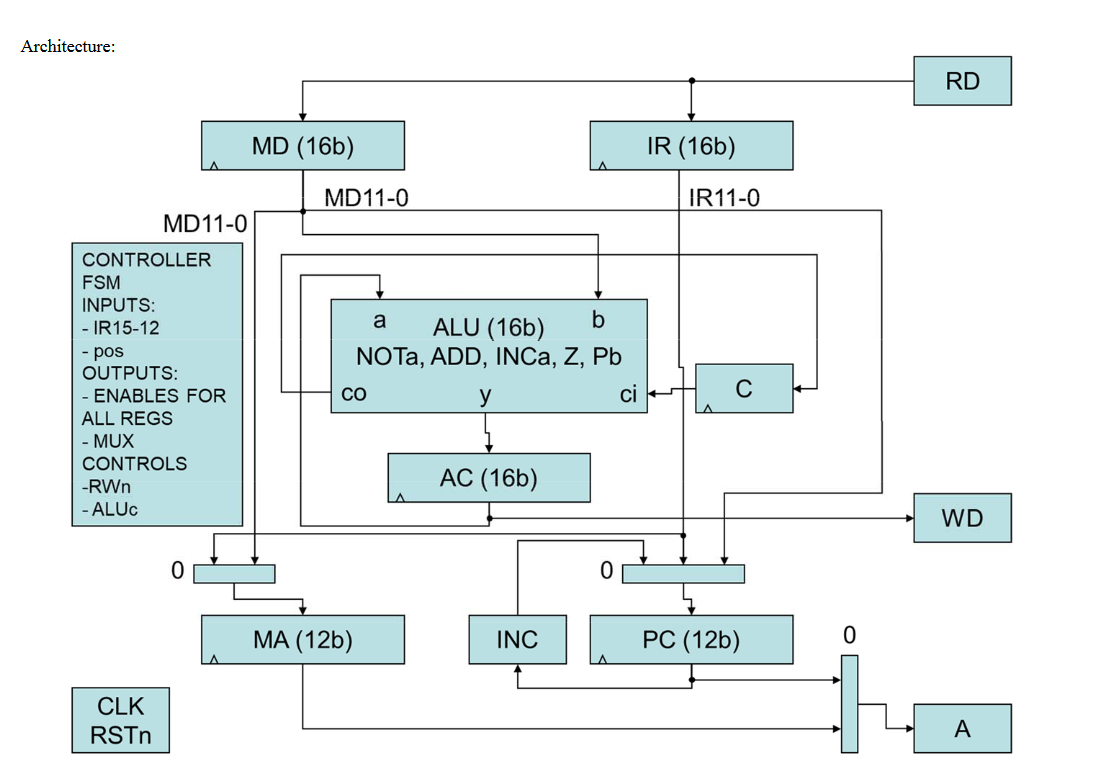 Architecture:
RD
MD (16b)
IR (16b)
MD11-0
IR11-0
MD11-0
CONTROLLER
FSM
INPUTS:
- IR15-12
- pos
OUTPUTS:
- ENABLES FOR
ALL REGS
- MUX
CONTROLS
-RWn
- ALUc
a
ALU (16b)
b
NOTa, ADD, INCa, Z, Pb
co
y
ci
C
AC (16b)
WD
0
0
MA (12b)
INC
PC (12b)
0
CLK
RSTn
A